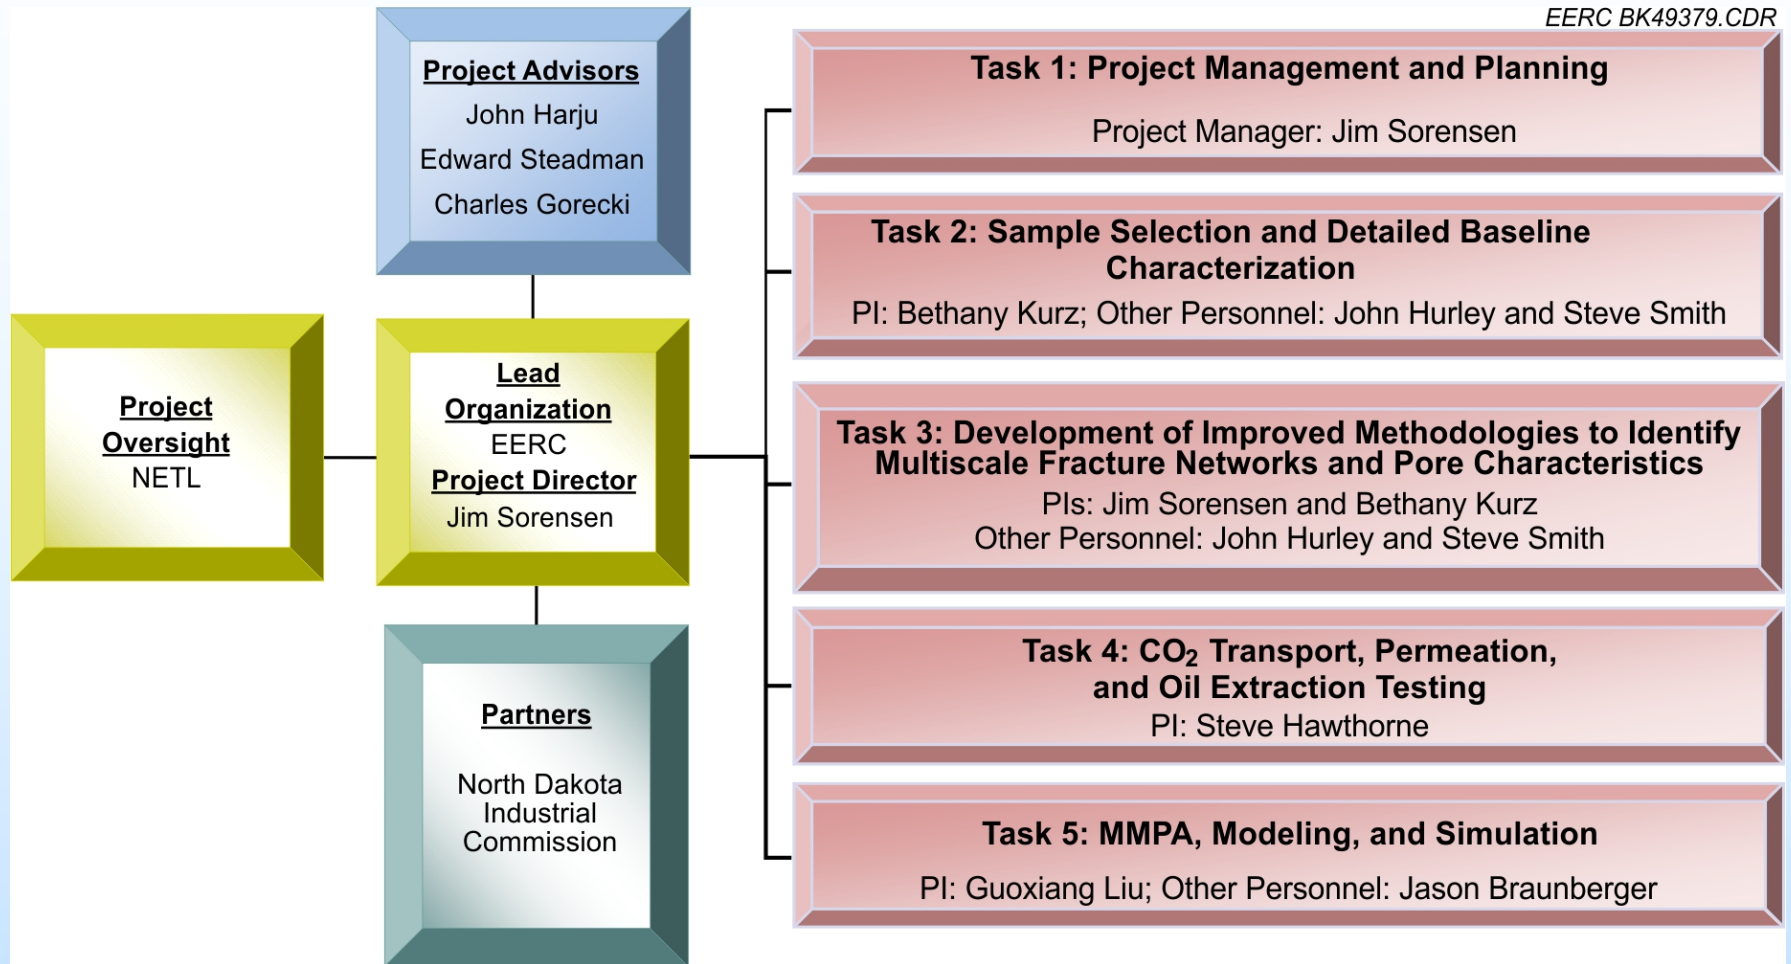 EERC BK49379.CDR
Project Advisors
John Harju
Edward Steadman
Charles Gorecki
Project
Oversight
NETL
Lead
Organization
EERC
Project Director
Jim Sorensen
Partners
North Dakota
Industrial
Commission
Task 1: Project Management and Planning
Project Manager: Jim Sorensen
Task 2: Sample Selection and Detailed Baseline
Characterization
PI: Bethany Kurz; Other Personnel: John Hurley and Steve Smith
Task 3: Development of Improved Methodologies to Identify
Multiscale Fracture Networks and Pore Characteristics
PIs: Jim Sorensen and Bethany Kurz
Other Personnel: John Hurley and Steve Smith
Task 4: CO₂ Transport, Permeation,
and Oil Extraction Testing
PI: Steve Hawthorne
Task 5: MMPA, Modeling, and Simulation
PI: Guoxiang Liu; Other Personnel: Jason Braunberger